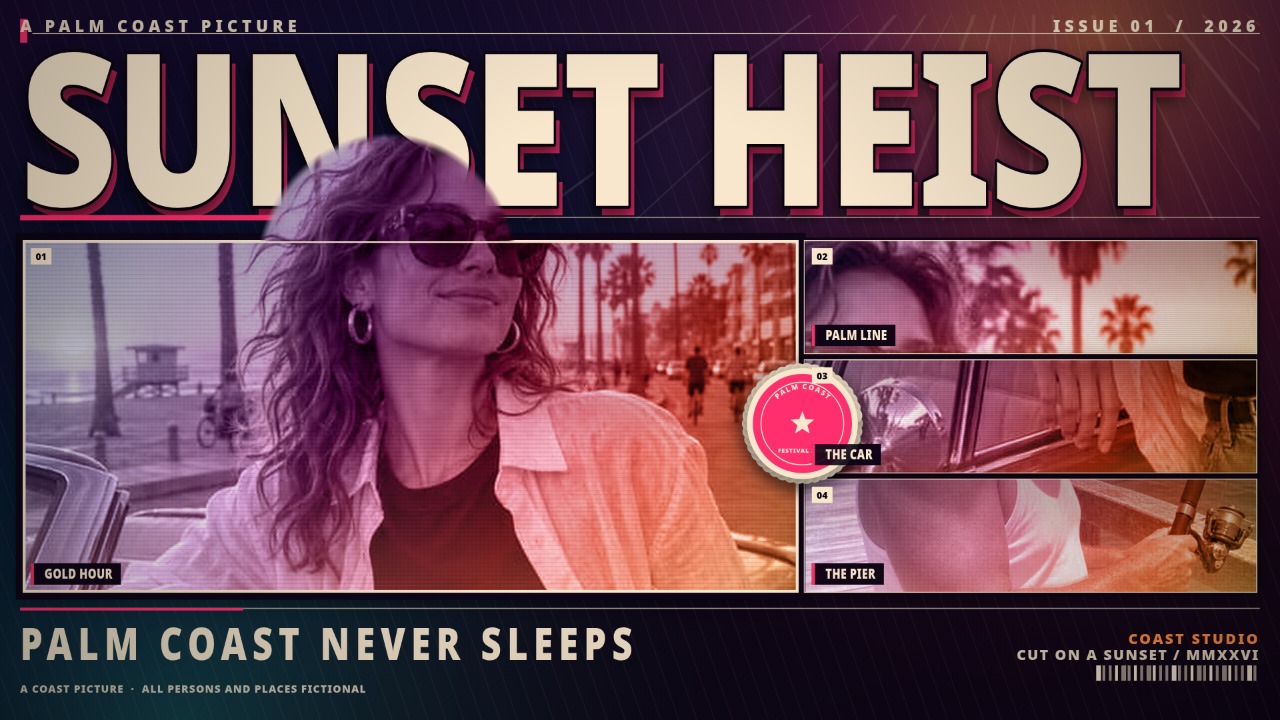 A PALM COAST PICTURE
ISSUE 01 / 2026
SUNSET HEIST
01
GOLD HOUR
02
PALM LINE
03
PALM COAST
FESTIVAL
THE CAR
04
THE PIER
PALM COAST NEVER SLEEPS
A COAST PICTURE · ALL PERSONS AND PLACES FICTIONAL
COAST STUDIO
CUT ON A SUNSET / MMXXVI